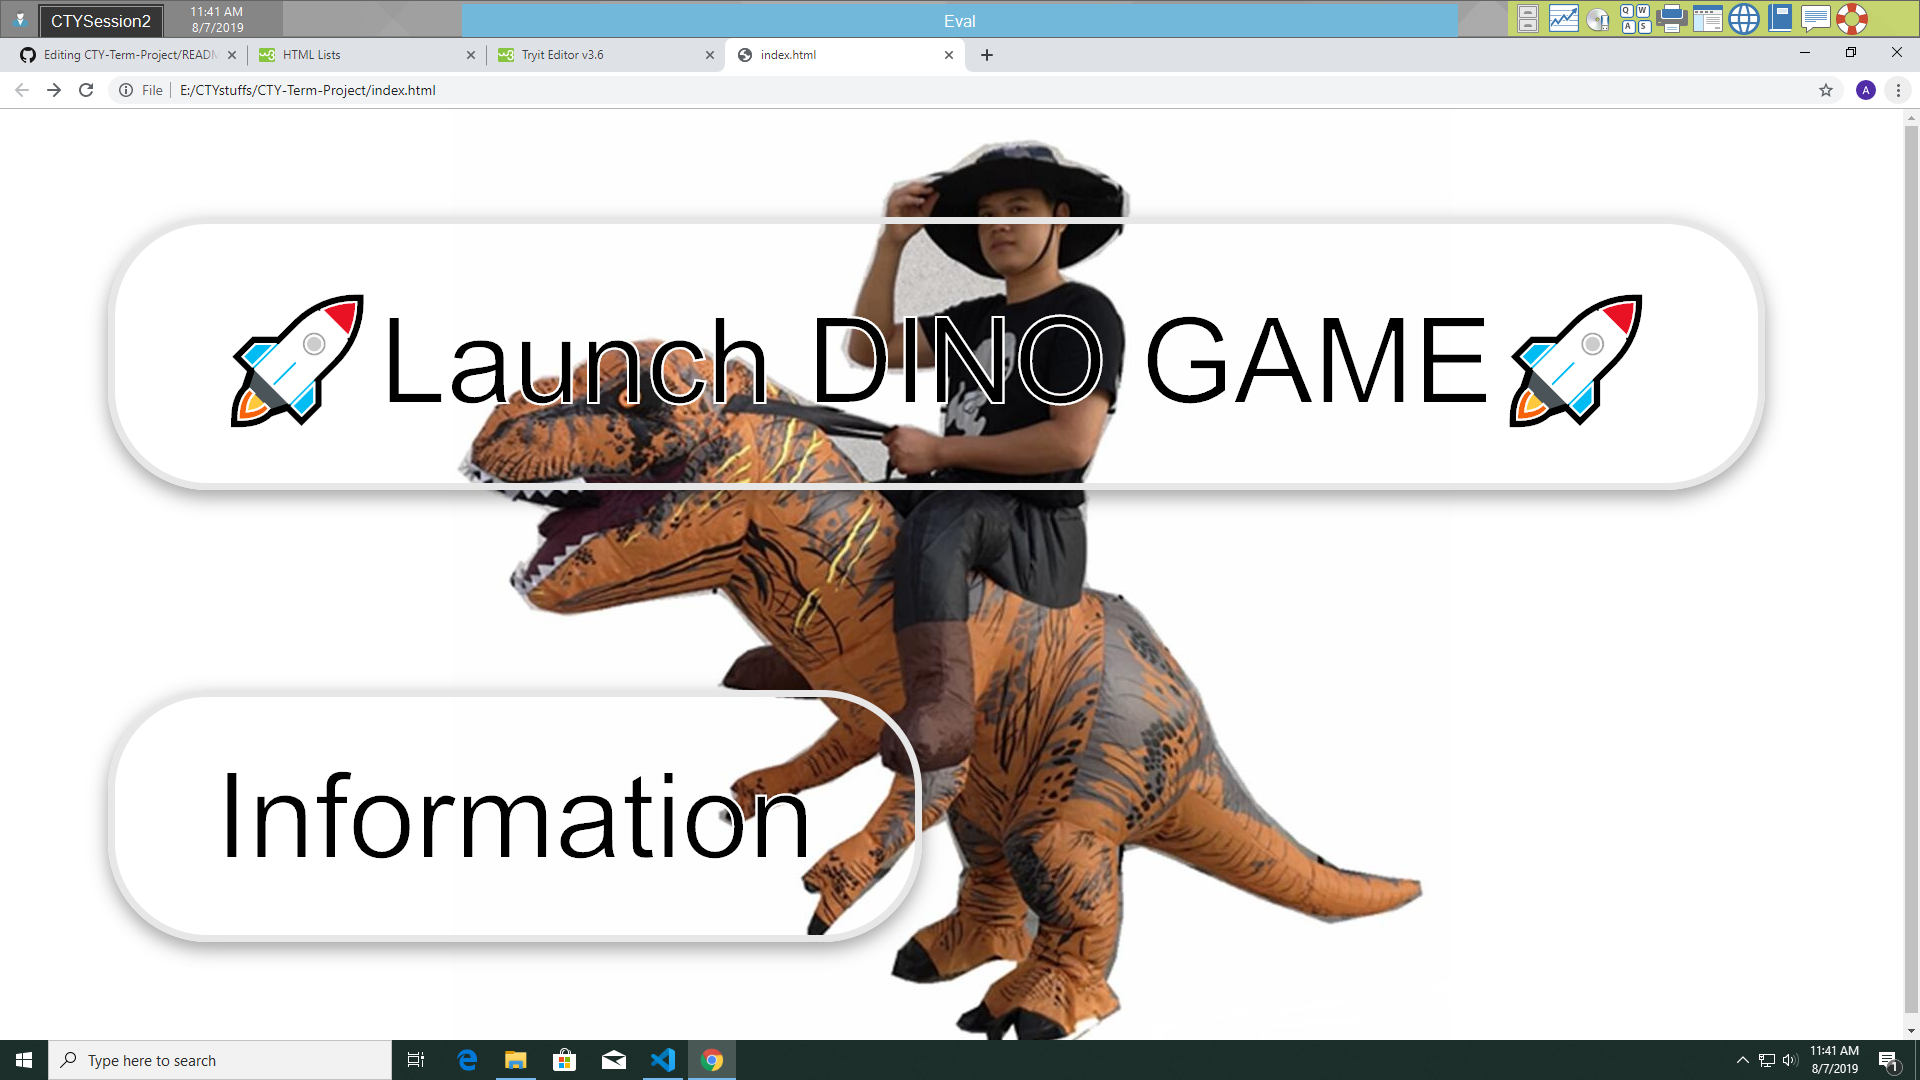 CTYSession2
11:41 AM
8/7/2019
Eval
Q W
A S
Editing CTY-Term-Project/READM
HTML Lists
Tryit Editor v3.6
index.html
File
E:/CTYstuffs/CTY-Term-Project/index.html
A
🚀Launch DINO GAME🚀
Information
Type here to search
11:41 AM
8/7/2019
1